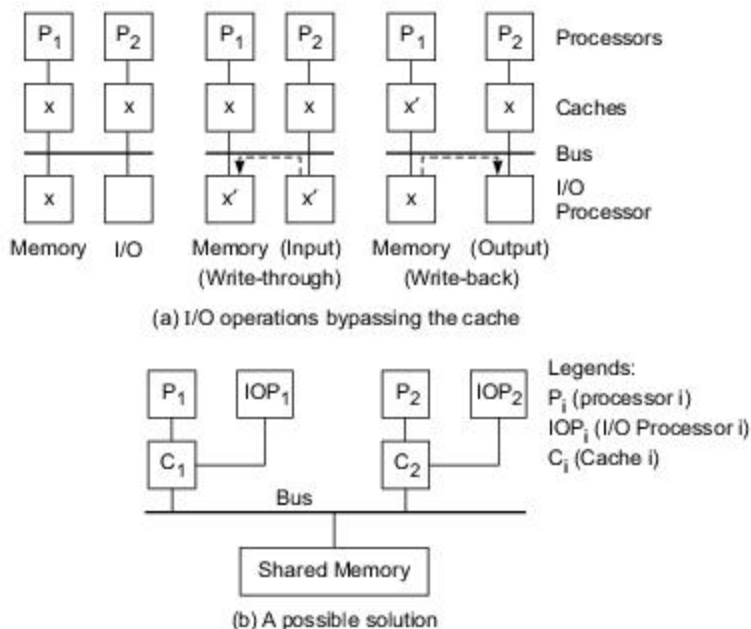 P1 P2 P1 P2 P1 P2 Processors
x x x x x′ x Caches
Bus
x x′ x′ x I/O
Processor
Memory I/O Memory (Input) Memory (Output)
(Write-through) (Write-back)
(a) I/O operations bypassing the cache
Legends:
P1 IOP1 P2 IOP2 Pi (processor i)
IOPi (I/O Processor i)
C1 C2 Ci (Cache i)
Bus
Shared Memory
(b) A possible solution